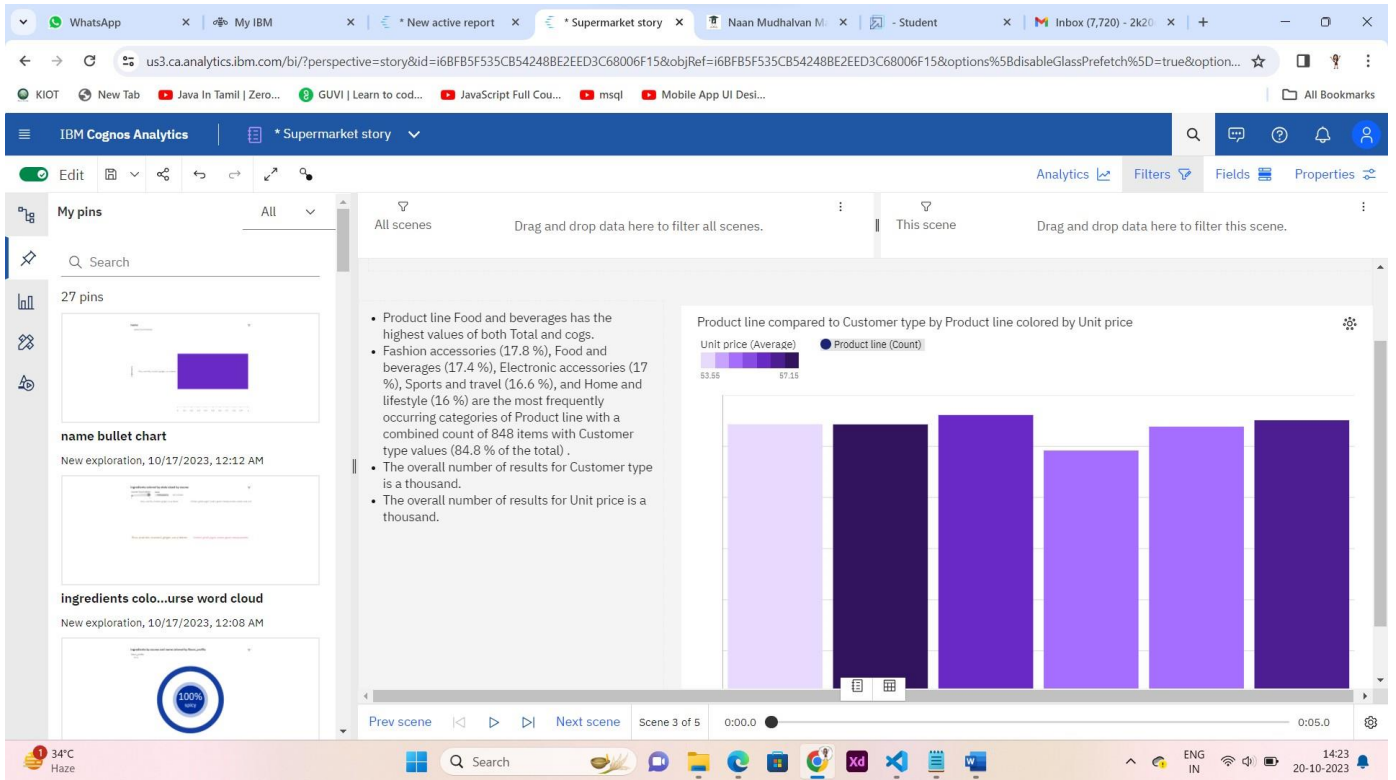 WhatsApp
My IBM
* New active report
* Supermarket story
Naan Mudhalvan M
- Student
Inbox (7,720) - 2k20
us3.ca.analytics.ibm.com/bi/?perspective=story&id=i6BFB5F535CB54248BE2EED3C68006F15&objRef=i6BFB5F535CB54248BE2EED3C68006F15&options%5BdisableGlassPrefetch%5D=true&option...
KIOT
New Tab
Java In Tamil | Zero...
GUVI | Learn to cod...
JavaScript Full Cou...
msql
Mobile App UI Desi...
All Bookmarks
IBM Cognos Analytics
* Supermarket story
Edit
Analytics
Filters
Fields
Properties
My pins
All
Search
27 pins
name bullet chart
New exploration, 10/17/2023, 12:12 AM
ingredients colo...urse word cloud
New exploration, 10/17/2023, 12:08 AM
100%
spicy
All scenes
Drag and drop data here to filter all scenes.
This scene
Drag and drop data here to filter this scene.
• Product line Food and beverages has the
highest values of both Total and cogs.
• Fashion accessories (17.8 %), Food and
beverages (17.4 %), Electronic accessories (17
%), Sports and travel (16.6 %), and Home and
lifestyle (16 %) are the most frequently
occurring categories of Product line with a
combined count of 848 items with Customer
type values (84.8 % of the total) .
• The overall number of results for Customer type
is a thousand.
• The overall number of results for Unit price is a
thousand.
Product line compared to Customer type by Product line colored by Unit price
Unit price (Average)
Product line (Count)
53.55
57.15
Prev scene
Next scene
Scene 3 of 5
0:00.0
0:05.0
1
34°C
Haze
Search
Xd
ENG
IN
14:23
20-10-2023